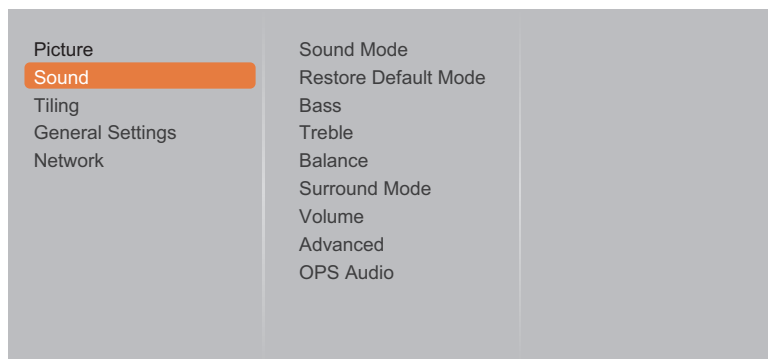 Picture
Sound
Tiling
General Settings
Network
Sound Mode
Restore Default Mode
Bass
Treble
Balance
Surround Mode
Volume
Advanced
OPS Audio